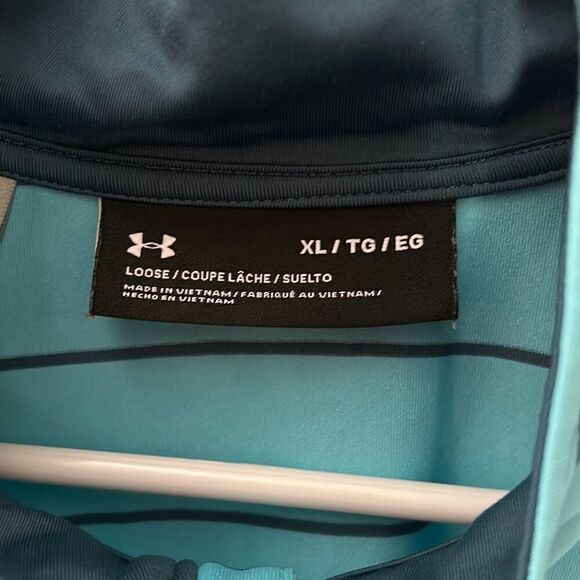 XL / TG / EG
LOOSE / COUPE LÂCHE / SUELTO
MADE IN VIETNAM / FABRIQUÉ AU VIETNAM /
HECHO EN VIETNAM